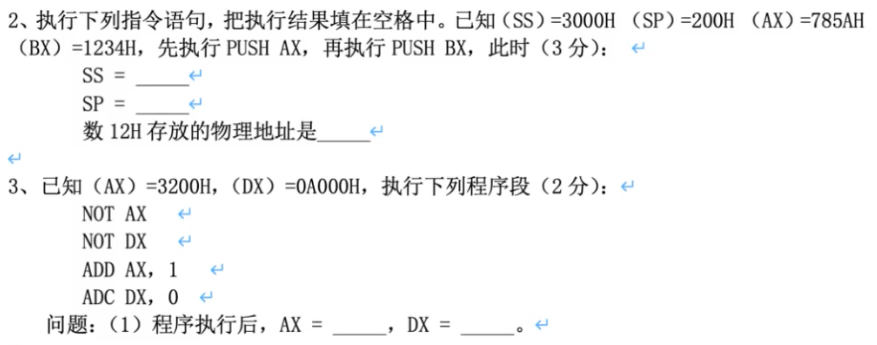 2、执行下列指令语句，把执行结果填在空格中。已知（SS）=3000H （SP）=200H （AX）=785AH
（BX）=1234H，先执行 PUSH AX，再执行 PUSH BX，此时（3 分）： ↵
SS = _____↵
SP = _____↵
数 12H 存放的物理地址是_____↵
↵
3、已知（AX）=3200H，（DX）=0A000H，执行下列程序段（2 分）：↵
NOT AX ↵
NOT DX ↵
ADD AX，1 ↵
ADC DX，0 ↵
问题：（1）程序执行后，AX = _____，DX = _____。↵